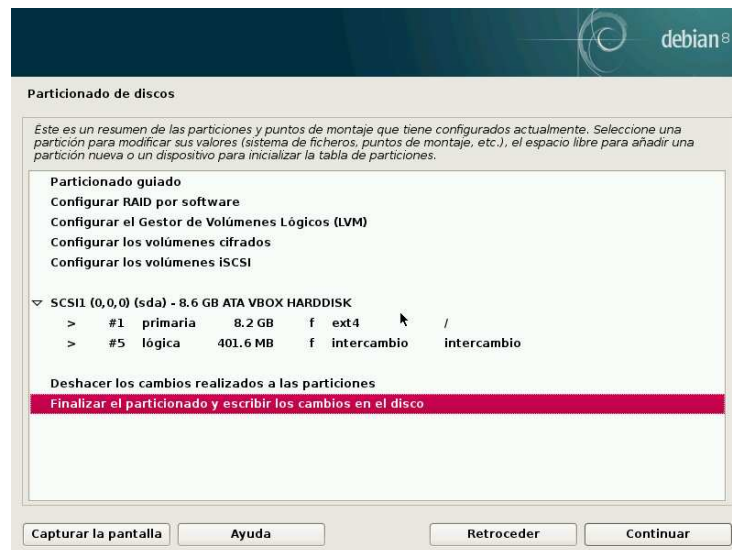 debian 8
Particionado de discos
Éste es un resumen de las particiones y puntos de montaje que tiene configurados actualmente. Seleccione una
partición para modificar sus valores (sistema de ficheros, puntos de montaje, etc.), el espacio libre para añadir una
partición nueva o un dispositivo para inicializar la tabla de particiones.
Particionado guiado
Configurar RAID por software
Configurar el Gestor de Volúmenes Lógicos (LVM)
Configurar los volúmenes cifrados
Configurar los volúmenes iSCSI
SCSI1 (0,0,0) (sda) - 8.6 GB ATA VBOX HARDDISK
> #1 primaria 8.2 GB f ext4 /
> #5 lógica 401.6 MB f intercambio intercambio
Deshacer los cambios realizados a las particiones
Finalizar el particionado y escribir los cambios en el disco
Capturar la pantalla Ayuda Retroceder Continuar